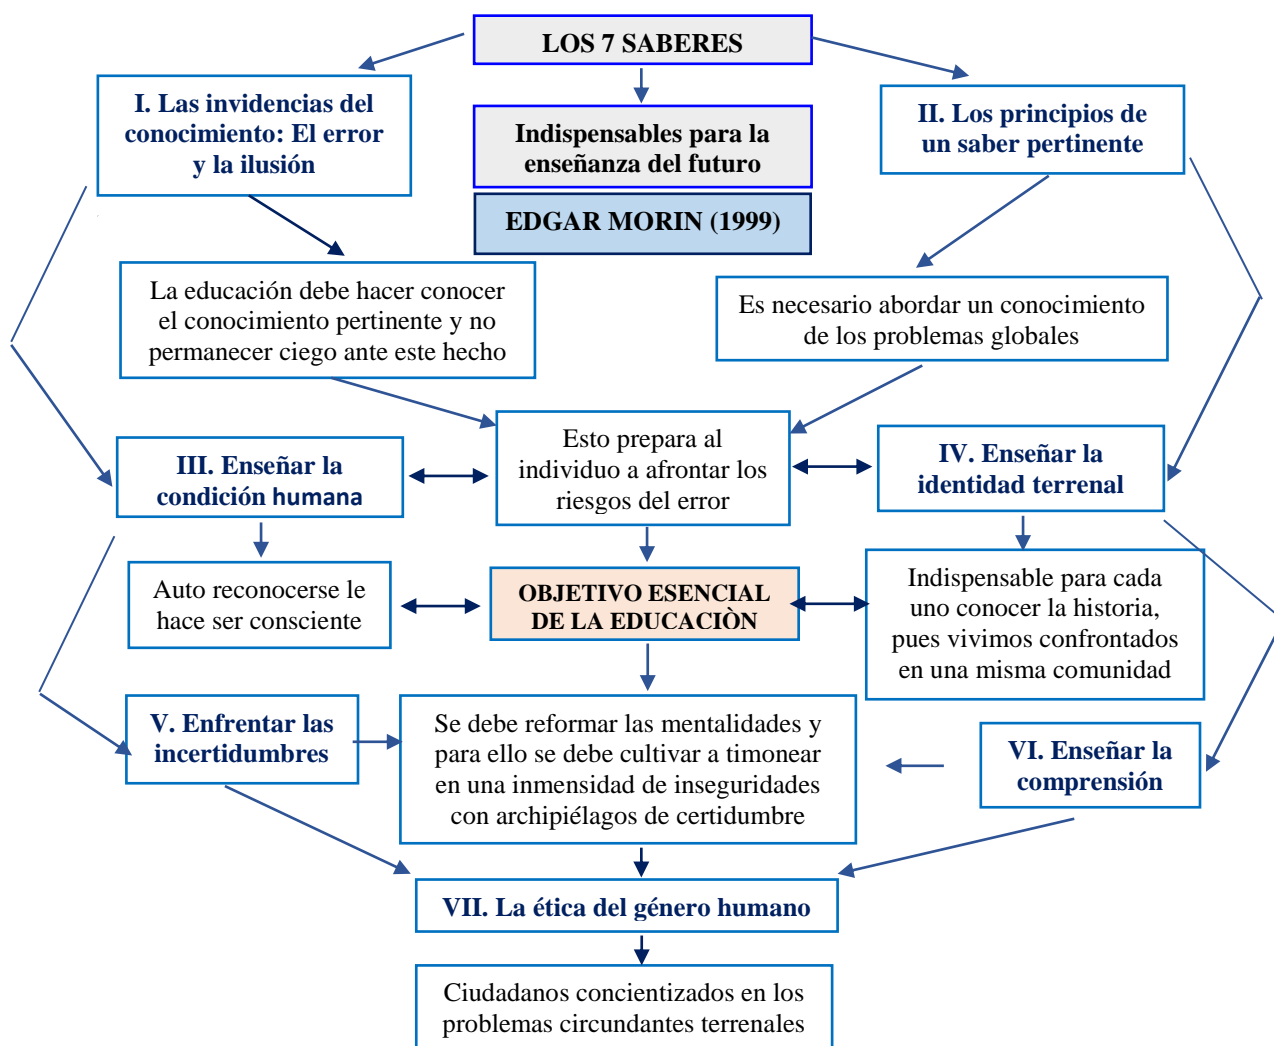 LOS 7 SABERES
I. Las invidencias del
conocimiento: El error
y la ilusión
II. Los principios de
un saber pertinente
Indispensables para la
enseñanza del futuro
EDGAR MORIN (1999)
La educación debe hacer conocer
el conocimiento pertinente y no
permanecer ciego ante este hecho
Es necesario abordar un conocimiento
de los problemas globales
Esto prepara al
individuo a afrontar los
riesgos del error
III. Enseñar la
condición humana
IV. Enseñar la
identidad terrenal
Auto reconocerse le
hace ser consciente
OBJETIVO ESENCIAL
DE LA EDUCACIÒN
Indispensable para cada
uno conocer la historia,
pues vivimos confrontados
en una misma comunidad
V. Enfrentar las
incertidumbres
Se debe reformar las mentalidades y
para ello se debe cultivar a timonear
en una inmensidad de inseguridades
con archipiélagos de certidumbre
VI. Enseñar la
comprensión
VII. La ética del género humano
Ciudadanos concientizados en los
problemas circundantes terrenales